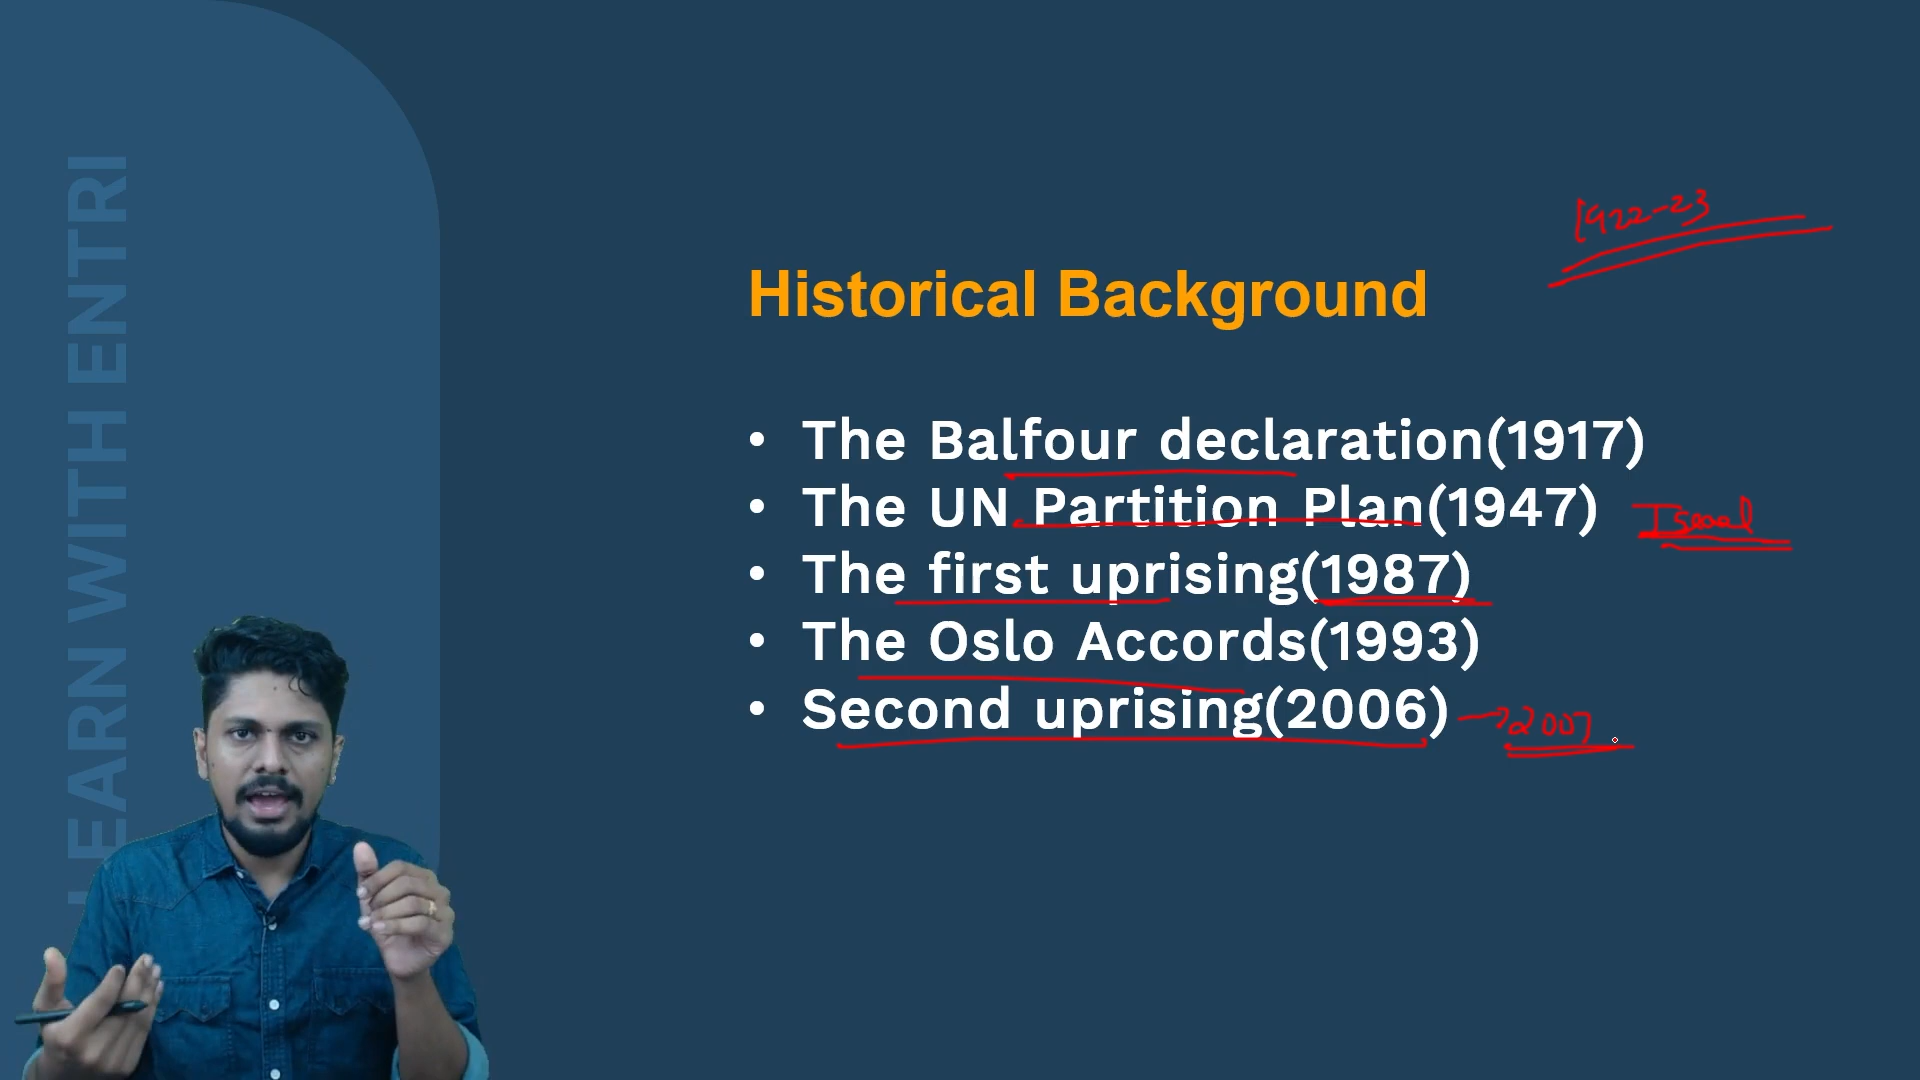 LEARN WITH ENTRI
1922-23
Historical Background
• The Balfour declaration(1917)
• The UN Partition Plan(1947)
Iseael
• The first uprising(1987)
• The Oslo Accords(1993)
• Second uprising(2006)
→2007